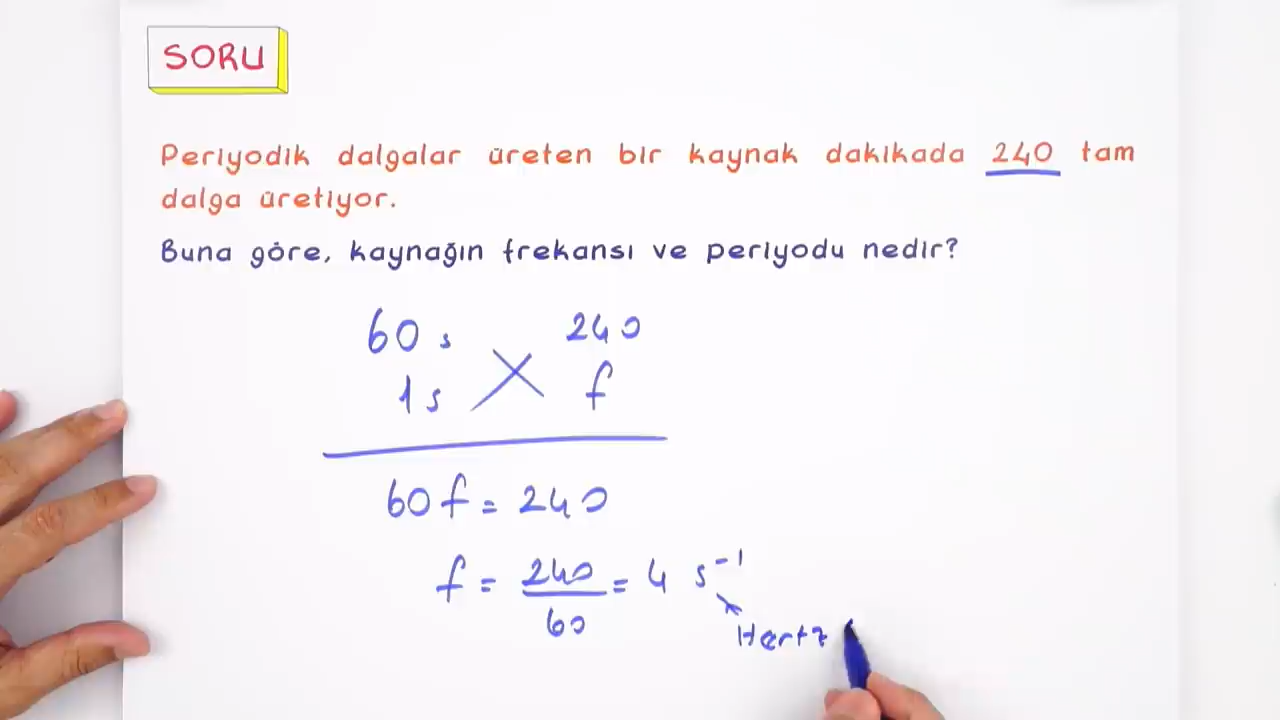 SORU
Periyodik dalgalar üreten bir kaynak dakikada 240 tam
dalga üretiyor.
Buna göre, kaynağın frekansı ve periyodu nedir?
60 s 240
1 s f
60 f = 240
f = 240/60 = 4 s⁻¹
Hertz